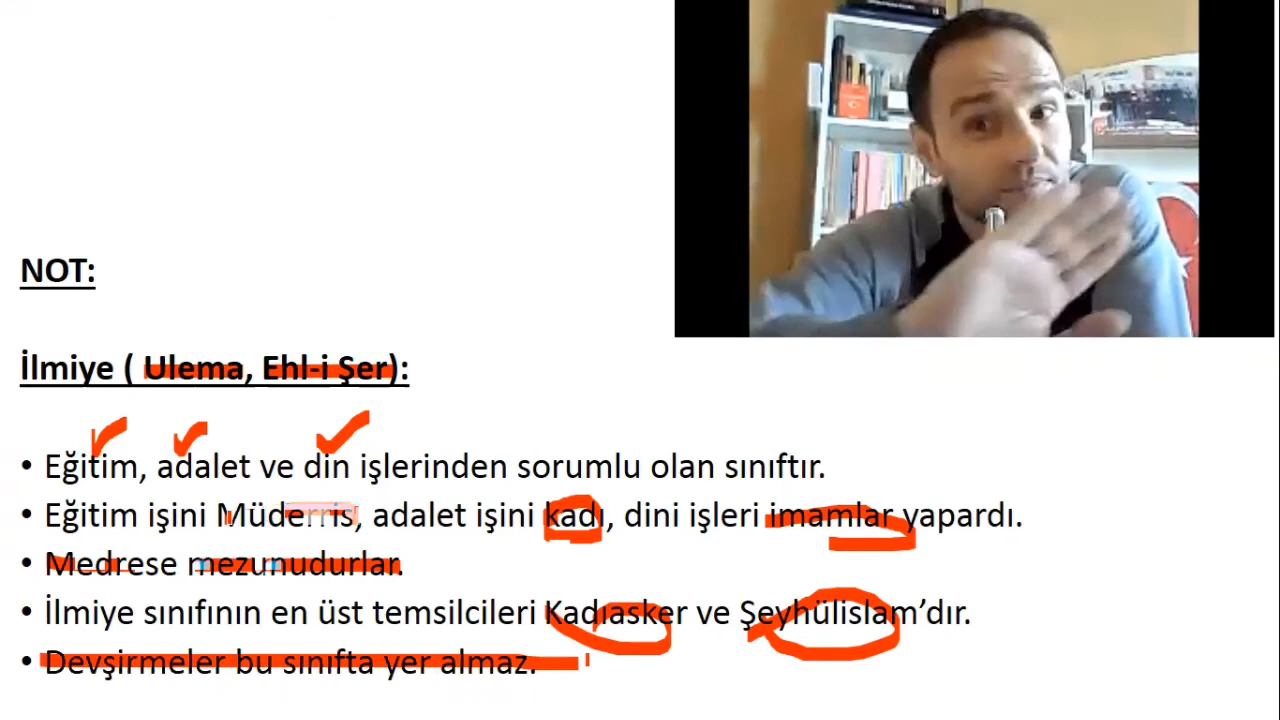 NOT:
İlmiye ( Ulema, Ehl-i Şer):
• Eğitim, adalet ve din işlerinden sorumlu olan sınıftır.
• Eğitim işini Müderris, adalet işini kadı, dini işleri imamlar yapardı.
• Medrese mezunudurlar.
• İlmiye sınıfının en üst temsilcileri Kadıasker ve Şeyhülislam’dır.
• Devşirmeler bu sınıfta yer almaz.